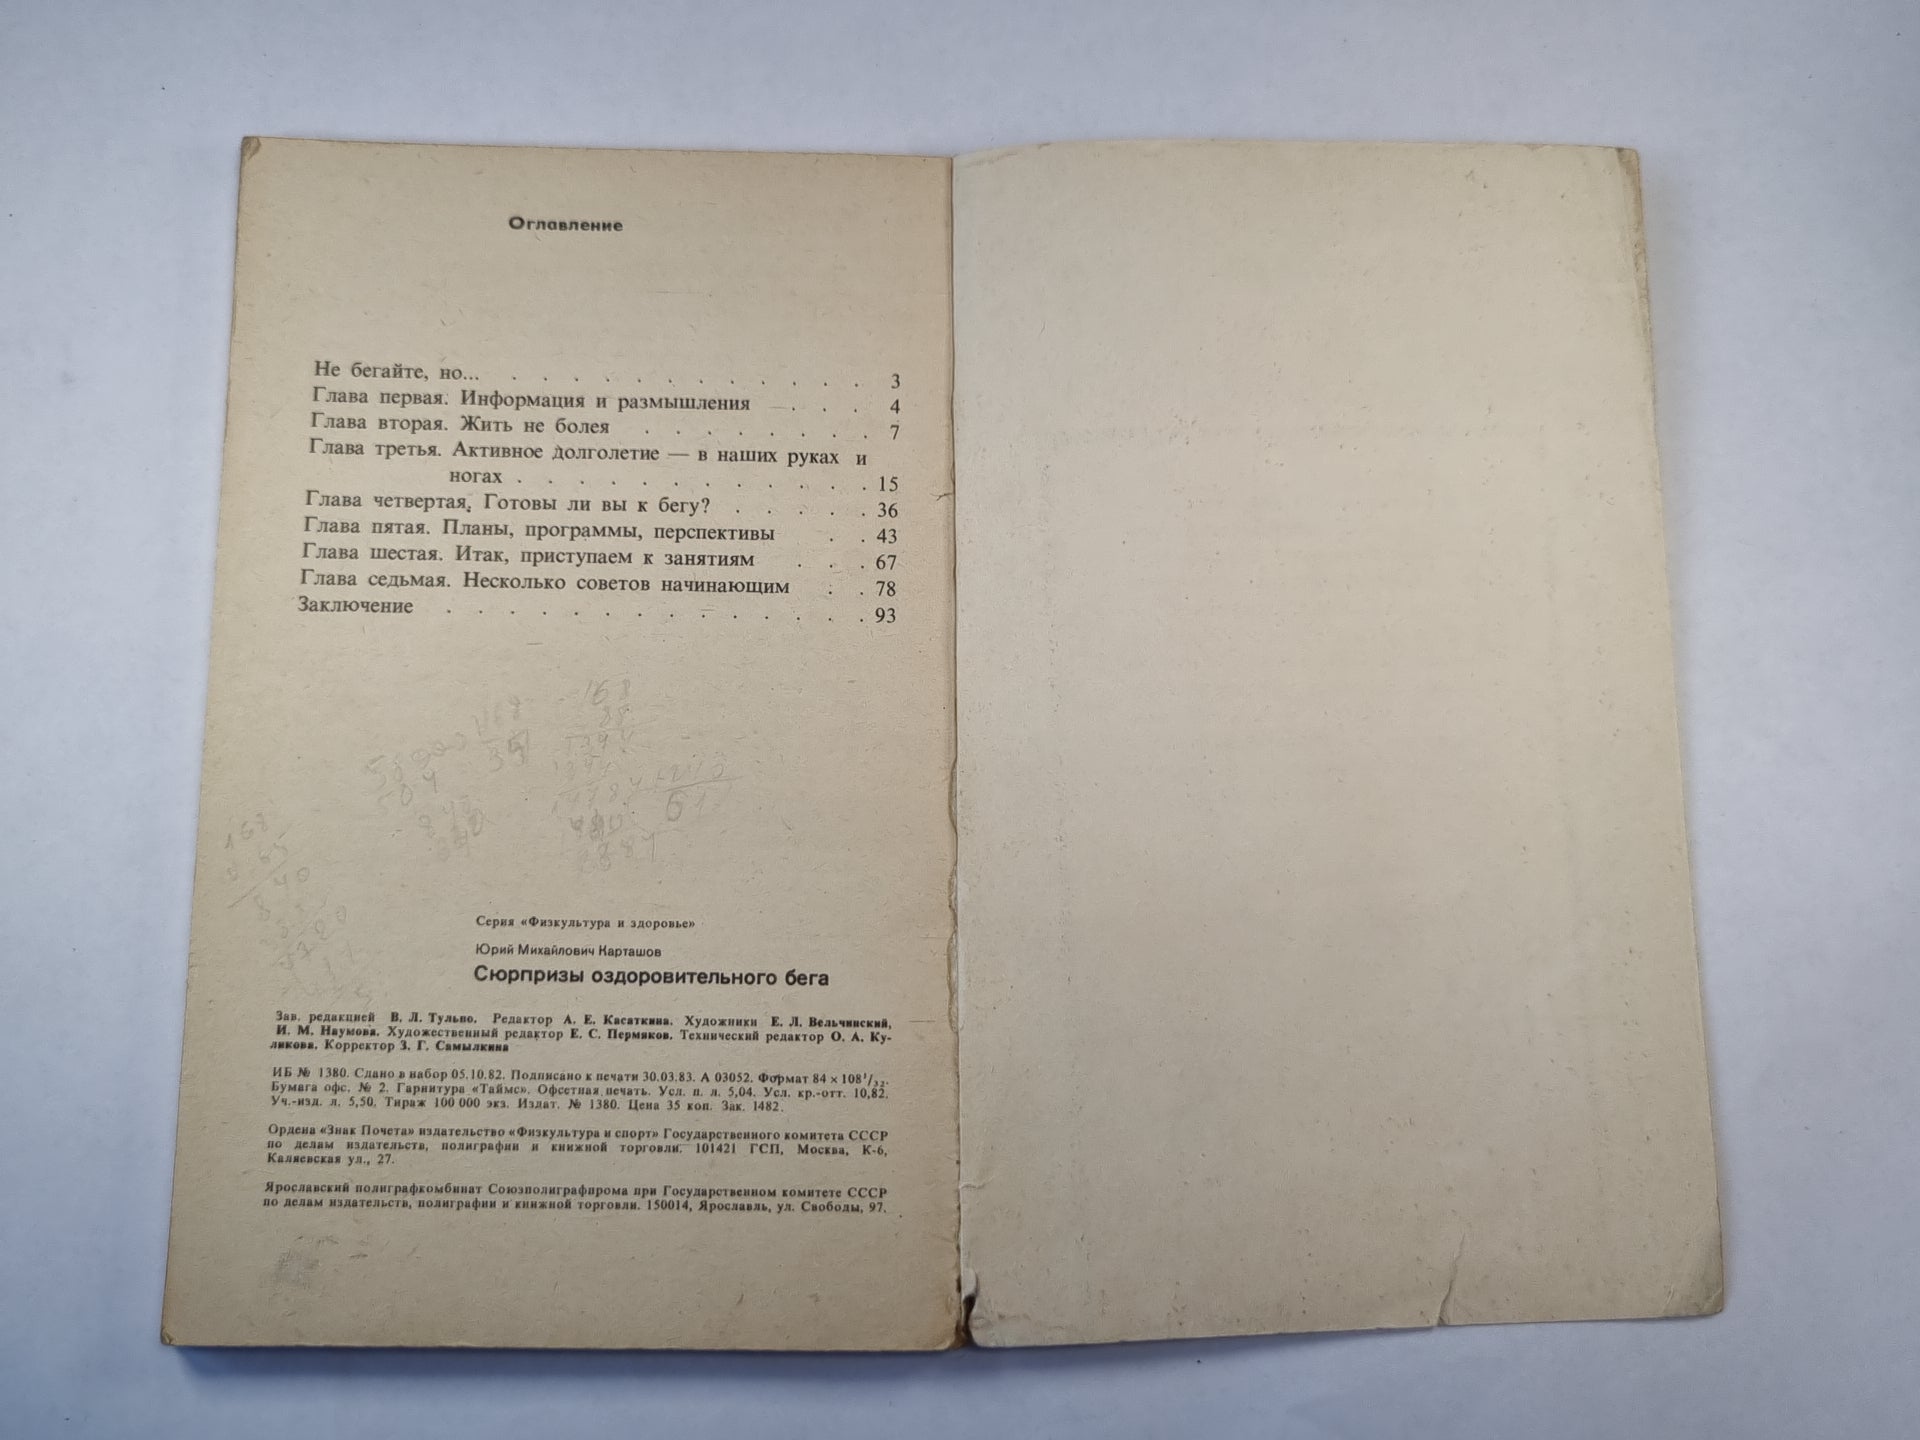 Оглавление
Не бегайте, но... . . . . . . . . . . . . 3
Глава первая. Информация и размышления . . . 4
Глава вторая. Жить не болея . . . . . . . . 7
Глава третья. Активное долголетие — в наших руках и
ногах . . . . . . . . . . . . 15
Глава четвертая. Готовы ли вы к бегу? . . . . . 36
Глава пятая. Планы, программы, перспективы . . 43
Глава шестая. Итак, приступаем к занятиям . . . 67
Глава седьмая. Несколько советов начинающим . . 78
Заключение . . . . . . . . . . . . . . 93
168
88
168
Серия «Физкультура и здоровье»
Юрий Михайлович Карташов
Сюрпризы оздоровительного бега
Зав. редакцией В. Л. Тульво. Редактор А. Е. Касаткина. Художники Е. Л. Вельчинский,
И. М. Наумова. Художественный редактор Е. С. Пермяков. Технический редактор О. А. Ку-
ликова. Корректор З. Г. Самылкина
ИБ № 1380. Сдано в набор 05.10.82. Подписано к печати 30.03.83. А 03052. Формат 84 × 108¹/₃₂.
Бумага офс. № 2. Гарнитура «Таймс». Офсетная печать. Усл. п. л. 5,04. Усл. кр.-отт. 10,82.
Уч.-изд. л. 5,50. Тираж 100 000 экз. Издат. № 1380. Цена 35 коп. Зак. 1482.
Ордена «Знак Почета» издательство «Физкультура и спорт» Государственного комитета СССР
по делам издательств, полиграфии и книжной торговли. 101421 ГСП, Москва, К-6,
Каляевская ул., 27.
Ярославский полиграфкомбинат Союзполиграфпрома при Государственном комитете СССР
по делам издательств, полиграфии и книжной торговли. 150014, Ярославль, ул. Свободы, 97.